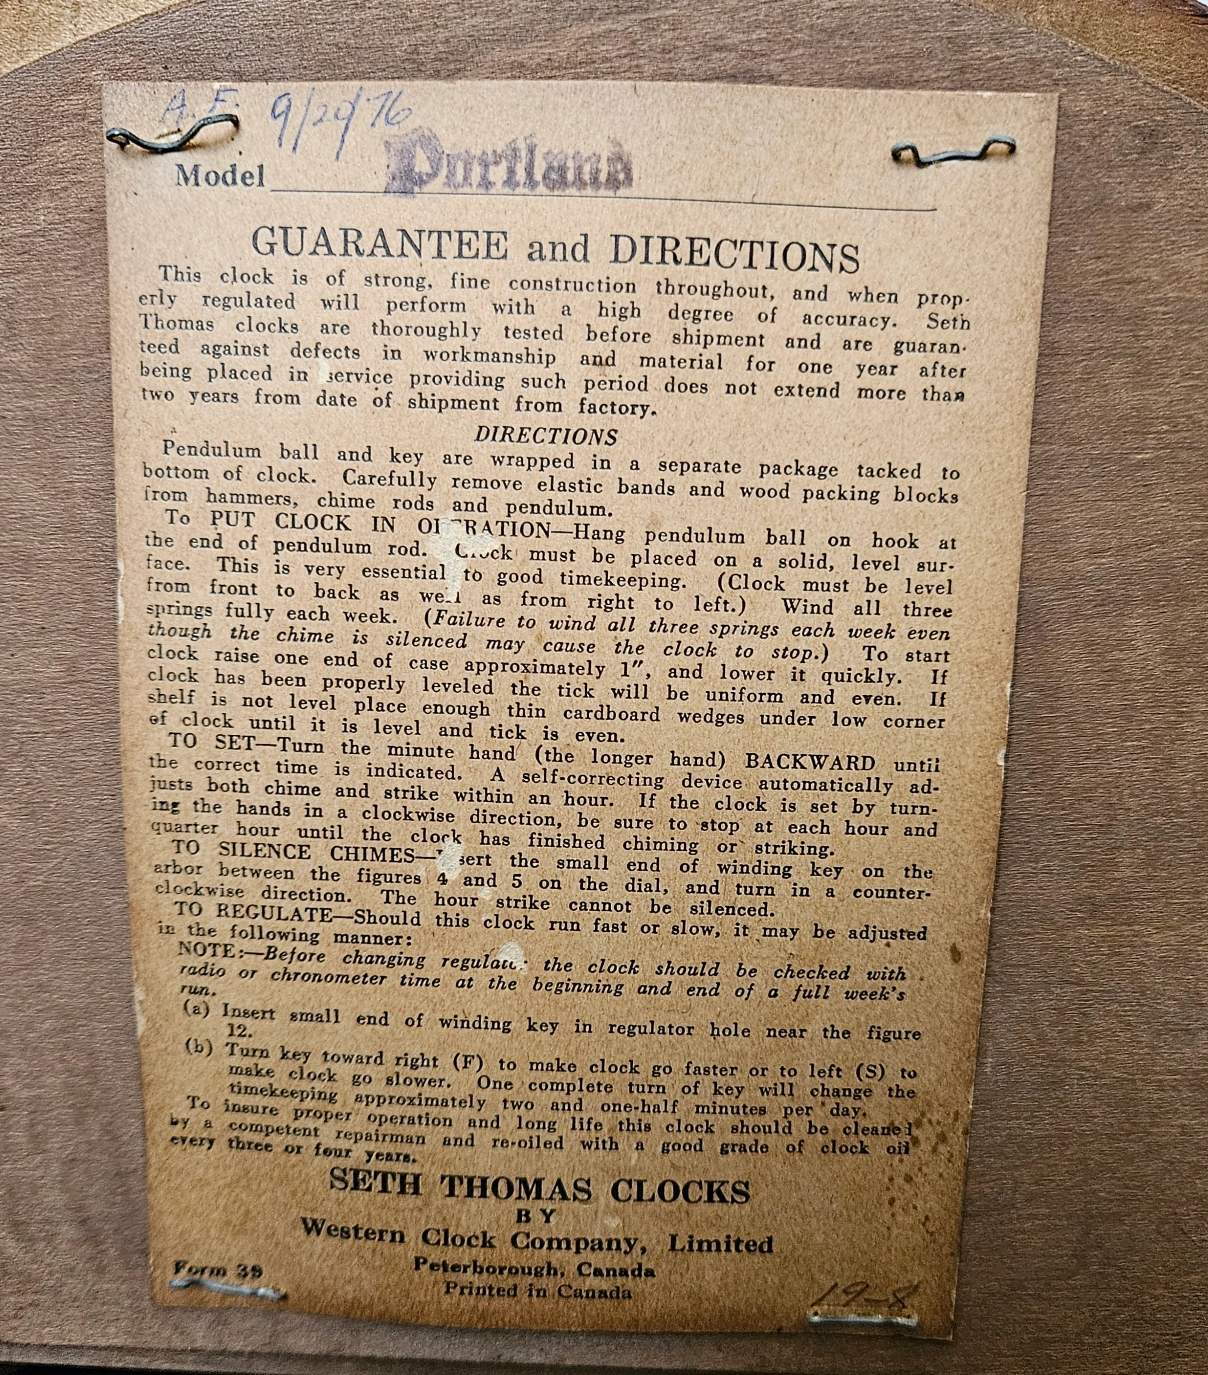 A.F. 9/20/76
Model Portland
GUARANTEE and DIRECTIONS
This clock is of strong, fine construction throughout, and when prop-
erly regulated will perform with a high degree of accuracy. Seth
Thomas clocks are thoroughly tested before shipment and are guaran-
teed against defects in workmanship and material for one year after
being placed in service providing such period does not extend more than
two years from date of shipment from factory.
DIRECTIONS
Pendulum ball and key are wrapped in a separate package tacked to
bottom of clock. Carefully remove elastic bands and wood packing blocks
from hammers, chime rods and pendulum.
To PUT CLOCK IN OPERATION—Hang pendulum ball on hook at
the end of pendulum rod. Clock must be placed on a solid, level sur-
face. This is very essential to good timekeeping. (Clock must be level
from front to back as well as from right to left.) Wind all three
springs fully each week. (Failure to wind all three springs each week even
though the chime is silenced may cause the clock to stop.) To start
clock raise one end of case approximately 1″, and lower it quickly. If
clock has been properly leveled the tick will be uniform and even. If
shelf is not level place enough thin cardboard wedges under low corner
of clock until it is level and tick is even.
TO SET—Turn the minute hand (the longer hand) BACKWARD until
the correct time is indicated. A self-correcting device automatically ad-
justs both chime and strike within an hour. If the clock is set by turn-
ing the hands in a clockwise direction, be sure to stop at each hour and
quarter hour until the clock has finished chiming or striking.
TO SILENCE CHIMES—Insert the small end of winding key on the
arbor between the figures 4 and 5 on the dial, and turn in a counter-
clockwise direction. The hour strike cannot be silenced.
TO REGULATE—Should this clock run fast or slow, it may be adjusted
in the following manner:
NOTE:—Before changing regulator the clock should be checked with
radio or chronometer time at the beginning and end of a full week's
run.
(a) Insert small end of winding key in regulator hole near the figure
12.
(b) Turn key toward right (F) to make clock go faster or to left (S) to
make clock go slower. One complete turn of key will change the
timekeeping approximately two and one-half minutes per day.
To insure proper operation and long life this clock should be cleaned
by a competent repairman and re-oiled with a good grade of clock oil
every three or four years.
SETH THOMAS CLOCKS
BY
Western Clock Company, Limited
Peterborough, Canada
Form 39
Printed in Canada
19-8